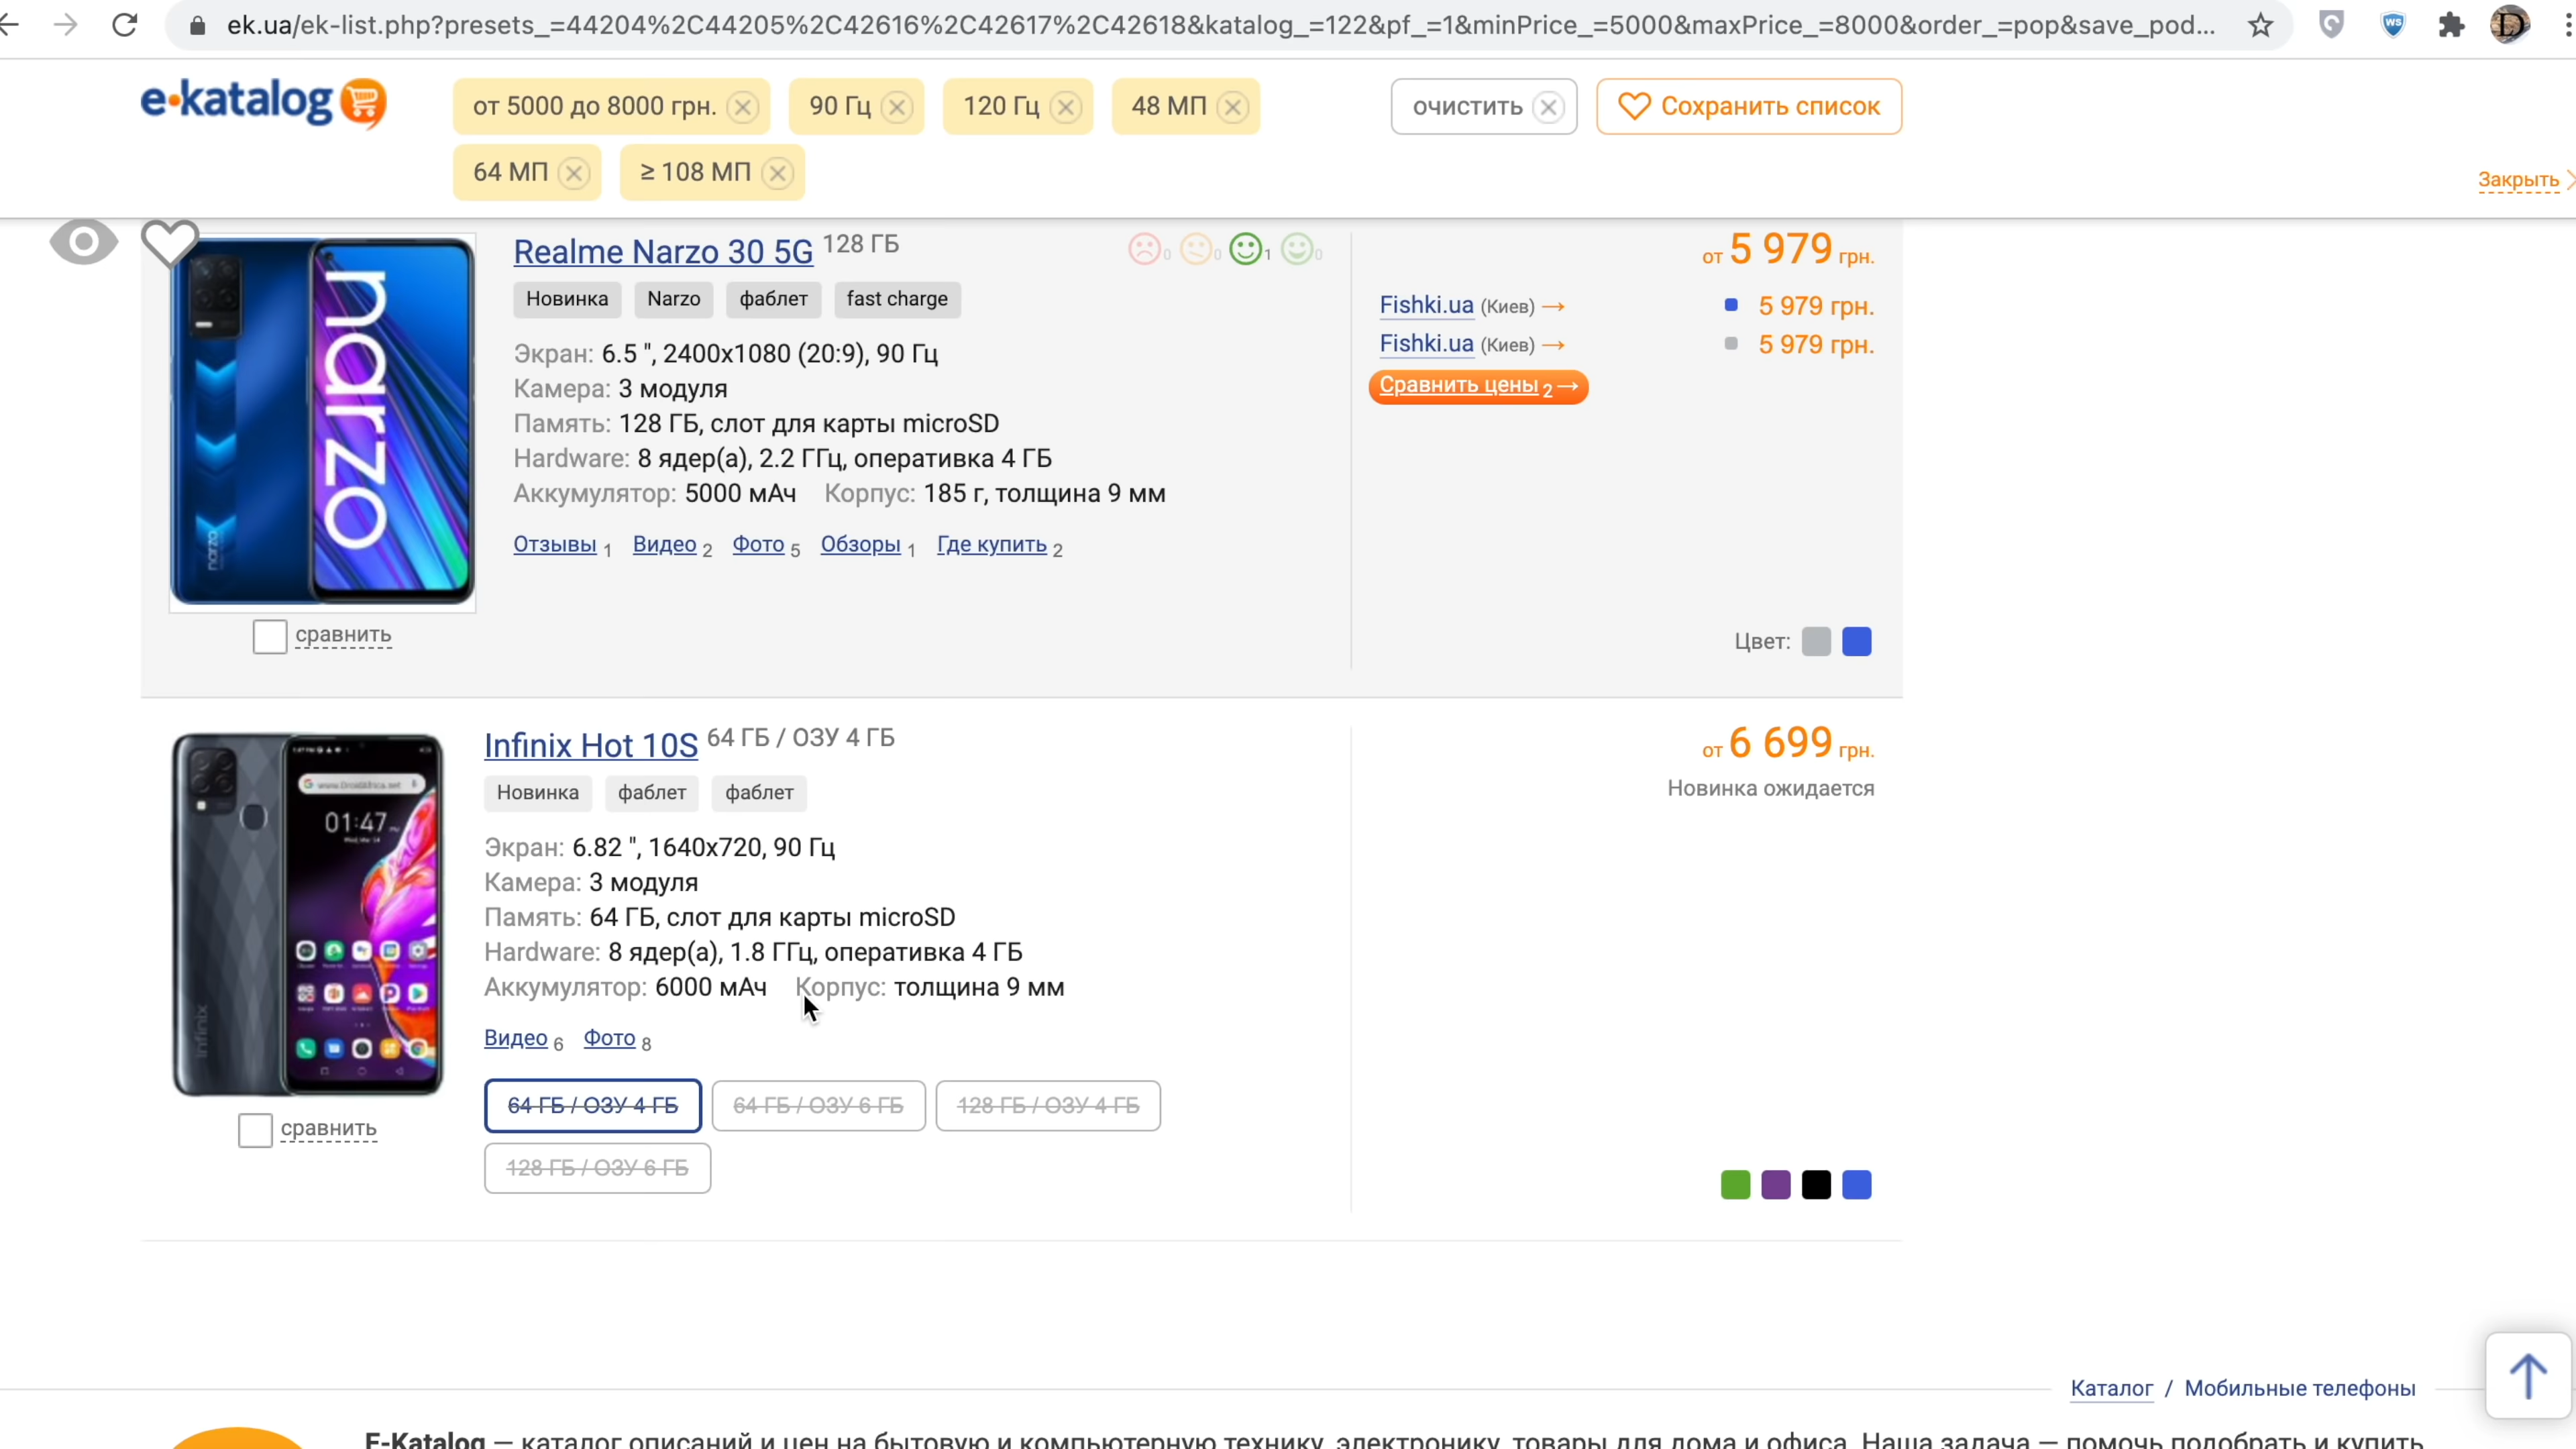 ek.ua/ek-list.php?presets_=44204%2C44205%2C42616%2C42617%2C42618&katalog_=122&pf_=1&minPrice_=5000&maxPrice_=8000&order_=pop&save_pod...
e-katalog
от 5000 до 8000 грн.
90 Гц
120 Гц
48 МП
очистить
Сохранить список
64 МП
≥ 108 МП
Закрыть
Realme Narzo 30 5G 128 ГБ
0 0 1 0
от 5 979 грн.
Новинка Narzo фаблет fast charge
Fishki.ua (Киев) → 5 979 грн.
Fishki.ua (Киев) → 5 979 грн.
Сравнить цены 2 →
Экран: 6.5 ", 2400x1080 (20:9), 90 Гц
Камера: 3 модуля
Память: 128 ГБ, слот для карты microSD
Hardware: 8 ядер(а), 2.2 ГГц, оперативка 4 ГБ
Аккумулятор: 5000 мАч Корпус: 185 г, толщина 9 мм
Отзывы 1 Видео 2 Фото 5 Обзоры 1 Где купить 2
narzo
narzo
сравнить
Цвет:
Infinix Hot 10S 64 ГБ / ОЗУ 4 ГБ
от 6 699 грн.
Новинка ожидается
Новинка фаблет фаблет
Экран: 6.82 ", 1640x720, 90 Гц
Камера: 3 модуля
Память: 64 ГБ, слот для карты microSD
Hardware: 8 ядер(а), 1.8 ГГц, оперативка 4 ГБ
Аккумулятор: 6000 мАч Корпус: толщина 9 мм
Видео 6 Фото 8
64 ГБ / ОЗУ 4 ГБ
64 ГБ / ОЗУ 6 ГБ
128 ГБ / ОЗУ 4 ГБ
128 ГБ / ОЗУ 6 ГБ
01:47
Infinix
сравнить
Каталог / Мобильные телефоны
E-Katalog — каталог описаний и цен на бытовую и компьютерную технику, электронику, товары для дома и офиса. Наша задача — помочь подобрать и купить